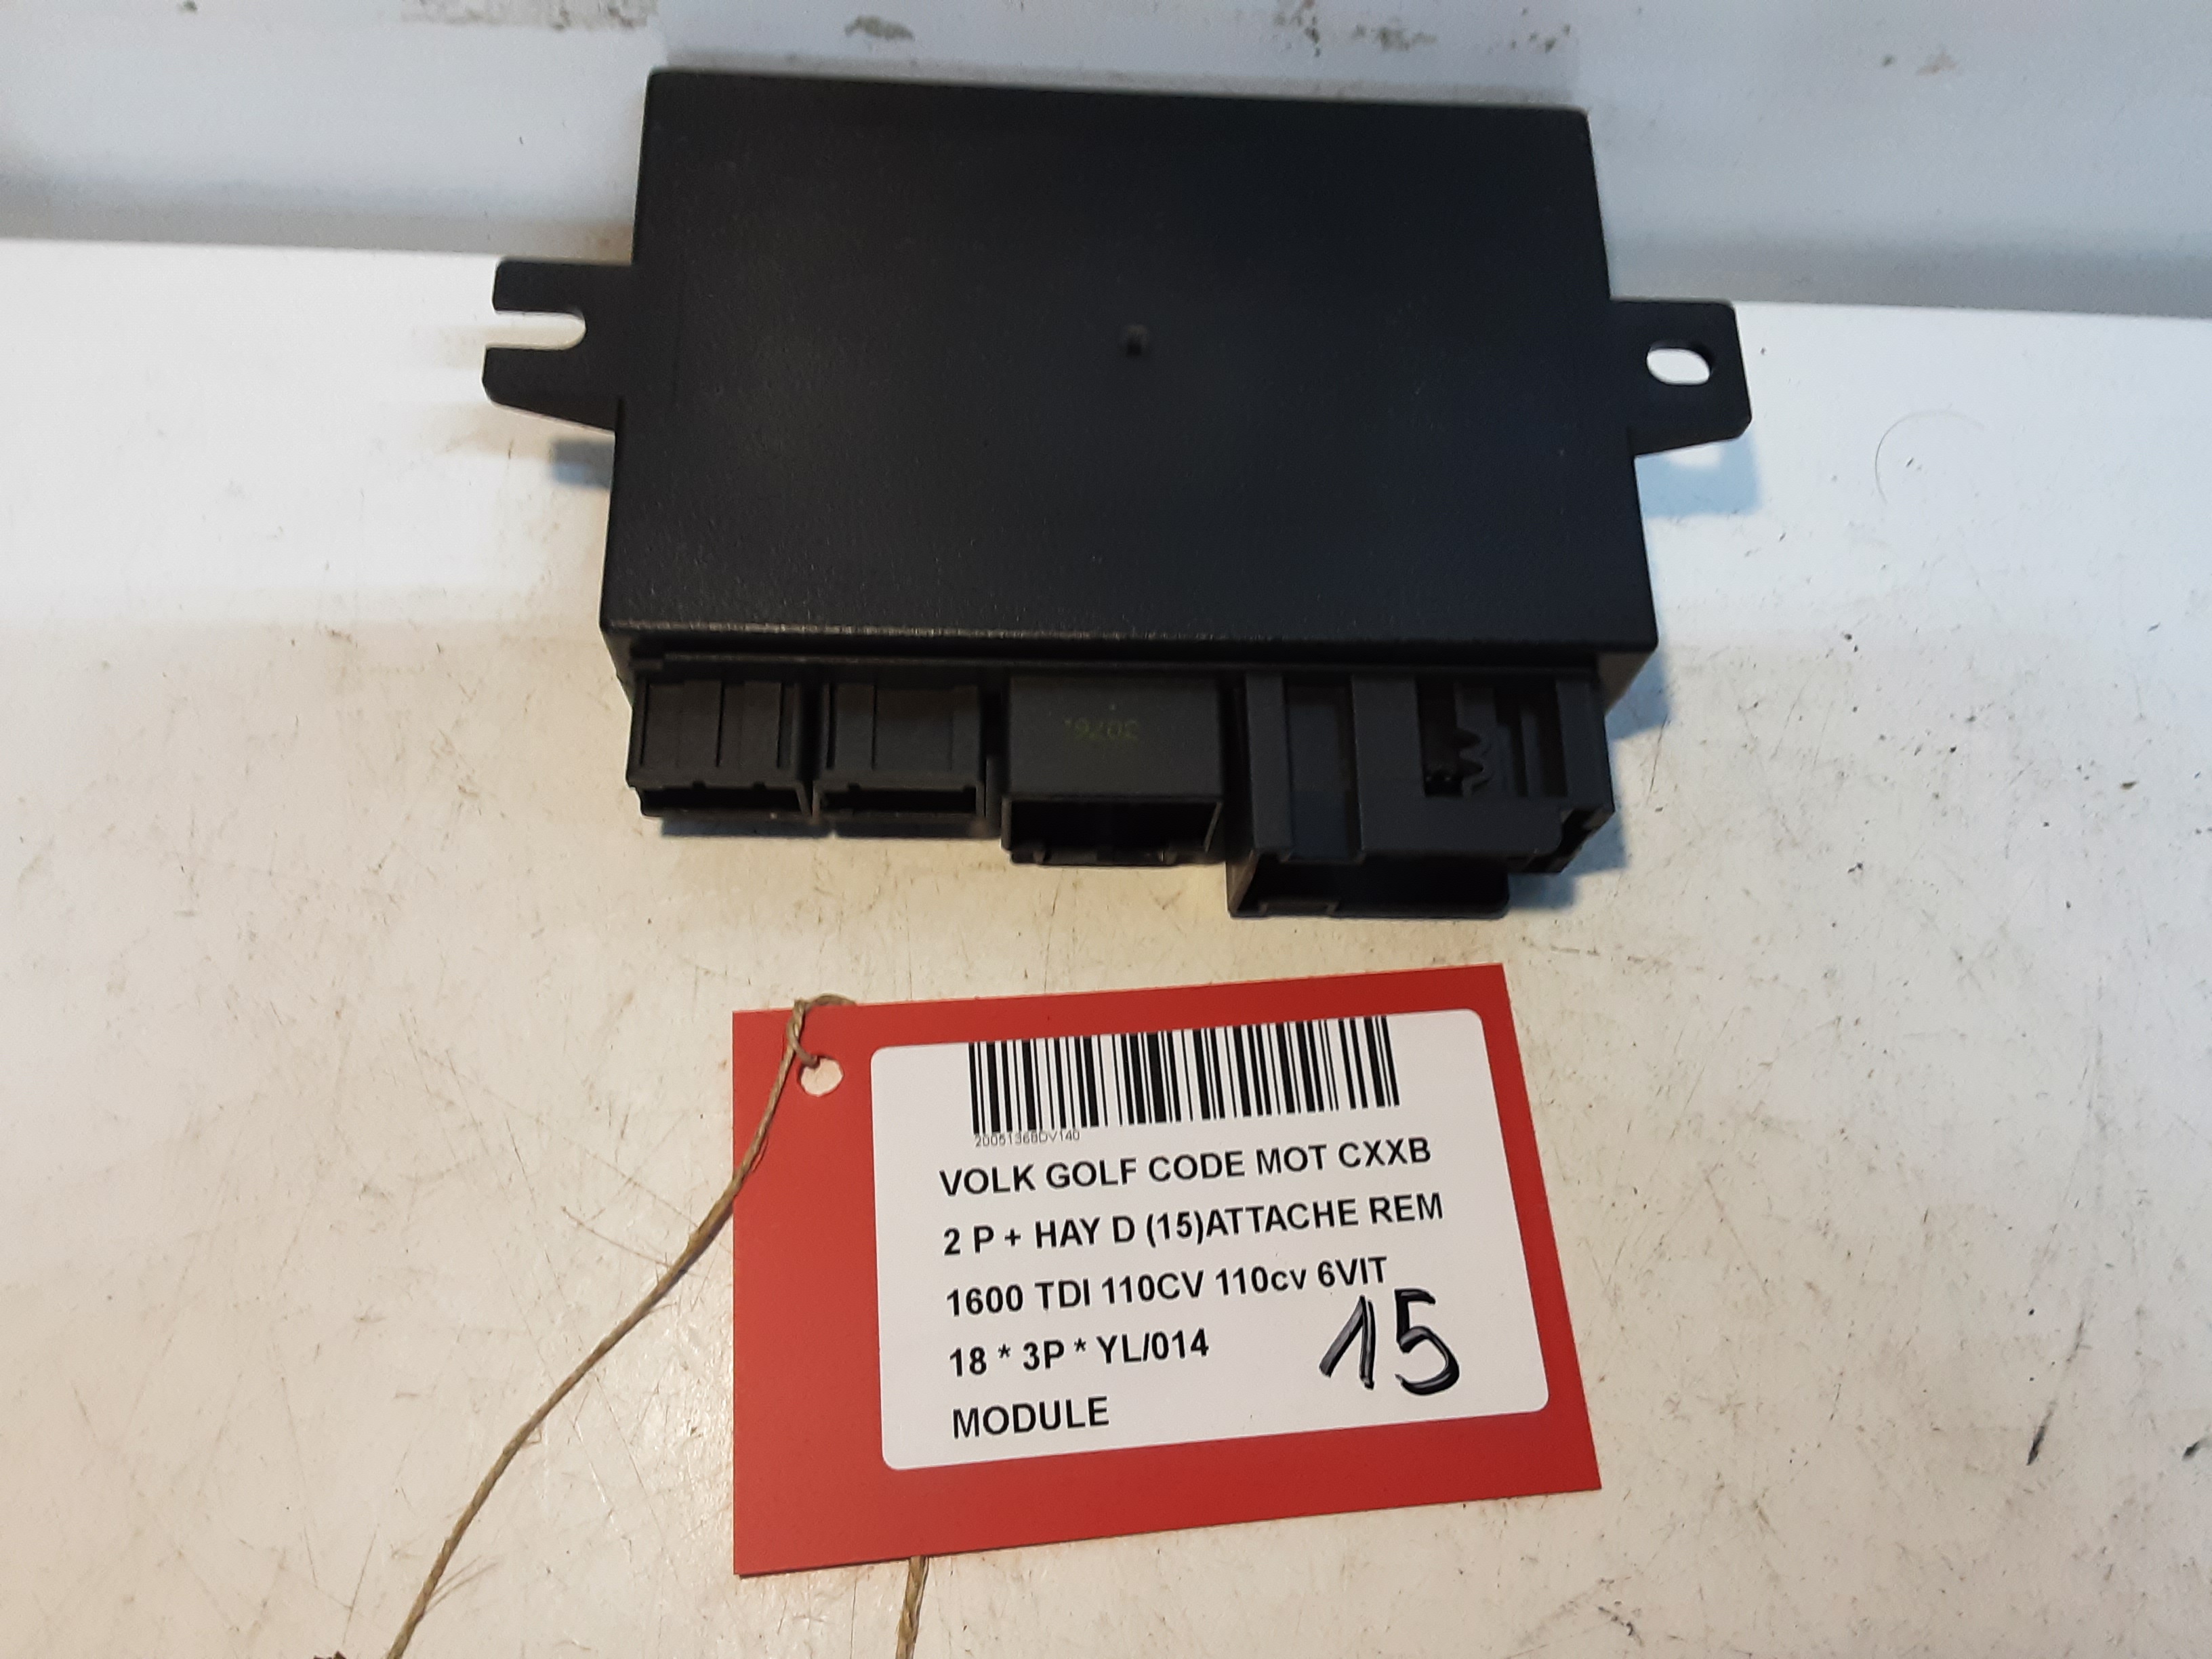 3076.
20051368DV140
VOLK GOLF CODE MOT CXXB
2 P + HAY D (15)ATTACHE REM
1600 TDI 110CV 110cv 6VIT
18 * 3P * YL/014
15
MODULE